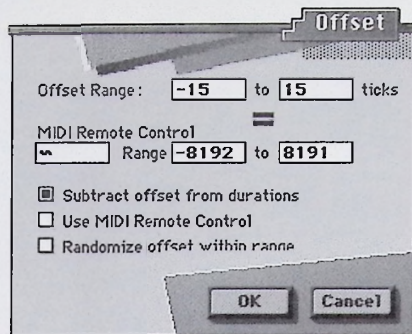 Offset
Offset Range: -15 to 15 ticks
MIDI Remote Control
Range -8192 to 8191
Subtract offset from durations
Use MIDI Remote Control
Randomize offset within range
OK Cancel